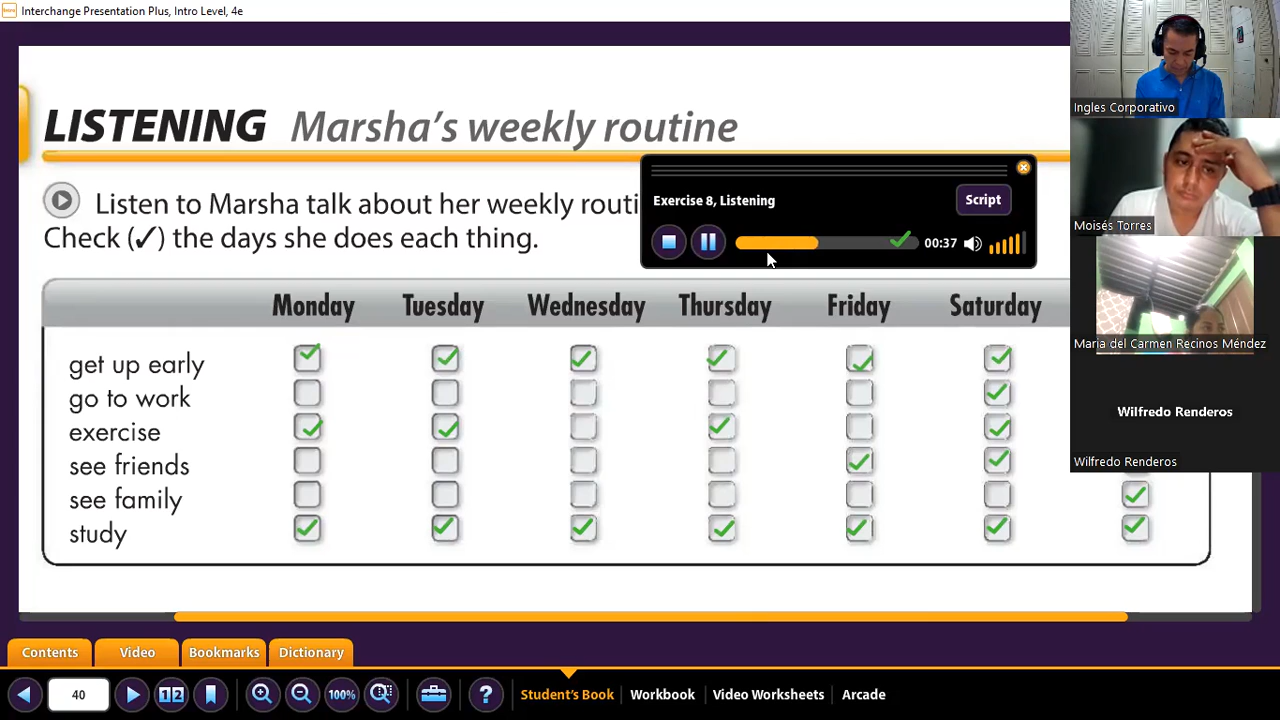 Interchange Presentation Plus, Intro Level, 4e
LISTENING Marsha's weekly routine
Listen to Marsha talk about her weekly routi
Check (✓) the days she does each thing.
Exercise 8, Listening
Script
00:37
Monday Tuesday Wednesday Thursday Friday Saturday
get up early
go to work
exercise
see friends
see family
study
Ingles Corporativo
Moisés Torres
Maria del Carmen Recinos Méndez
Wilfredo Renderos
Wilfredo Renderos
Contents Video Bookmarks Dictionary
40 1 2 100% ? Student's Book Workbook Video Worksheets Arcade